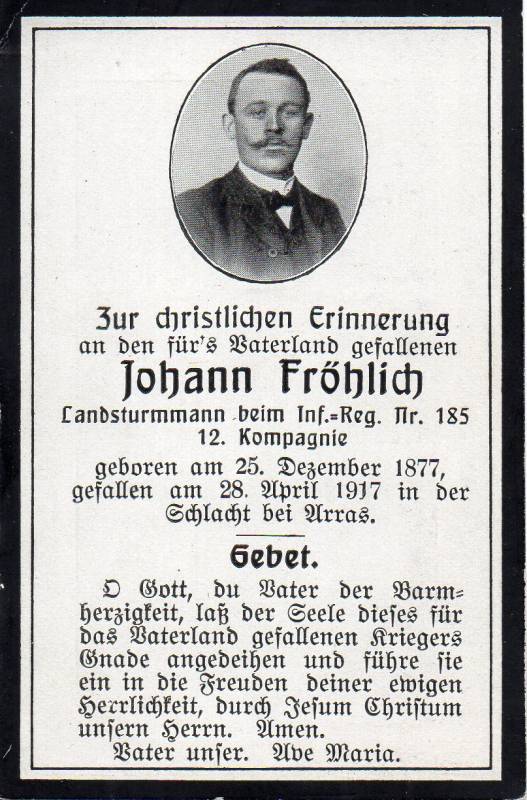 Zur christlichen Erinnerung
an den für's Vaterland gefallenen
Johann Fröhlich
Landsturmmann beim Inf.=Reg. Nr. 185
12. Kompagnie
geboren am 25. Dezember 1877,
gefallen am 28. April 1917 in der
Schlacht bei Arras.
Gebet.
O Gott, du Vater der Barm=
herzigkeit, laß der Seele dieses für
das Vaterland gefallenen Kriegers
Gnade angedeihen und führe sie
ein in die Freuden deiner ewigen
Herrlichkeit, durch Jesum Christum
unsern Herrn. Amen.
Vater unser. Ave Maria.